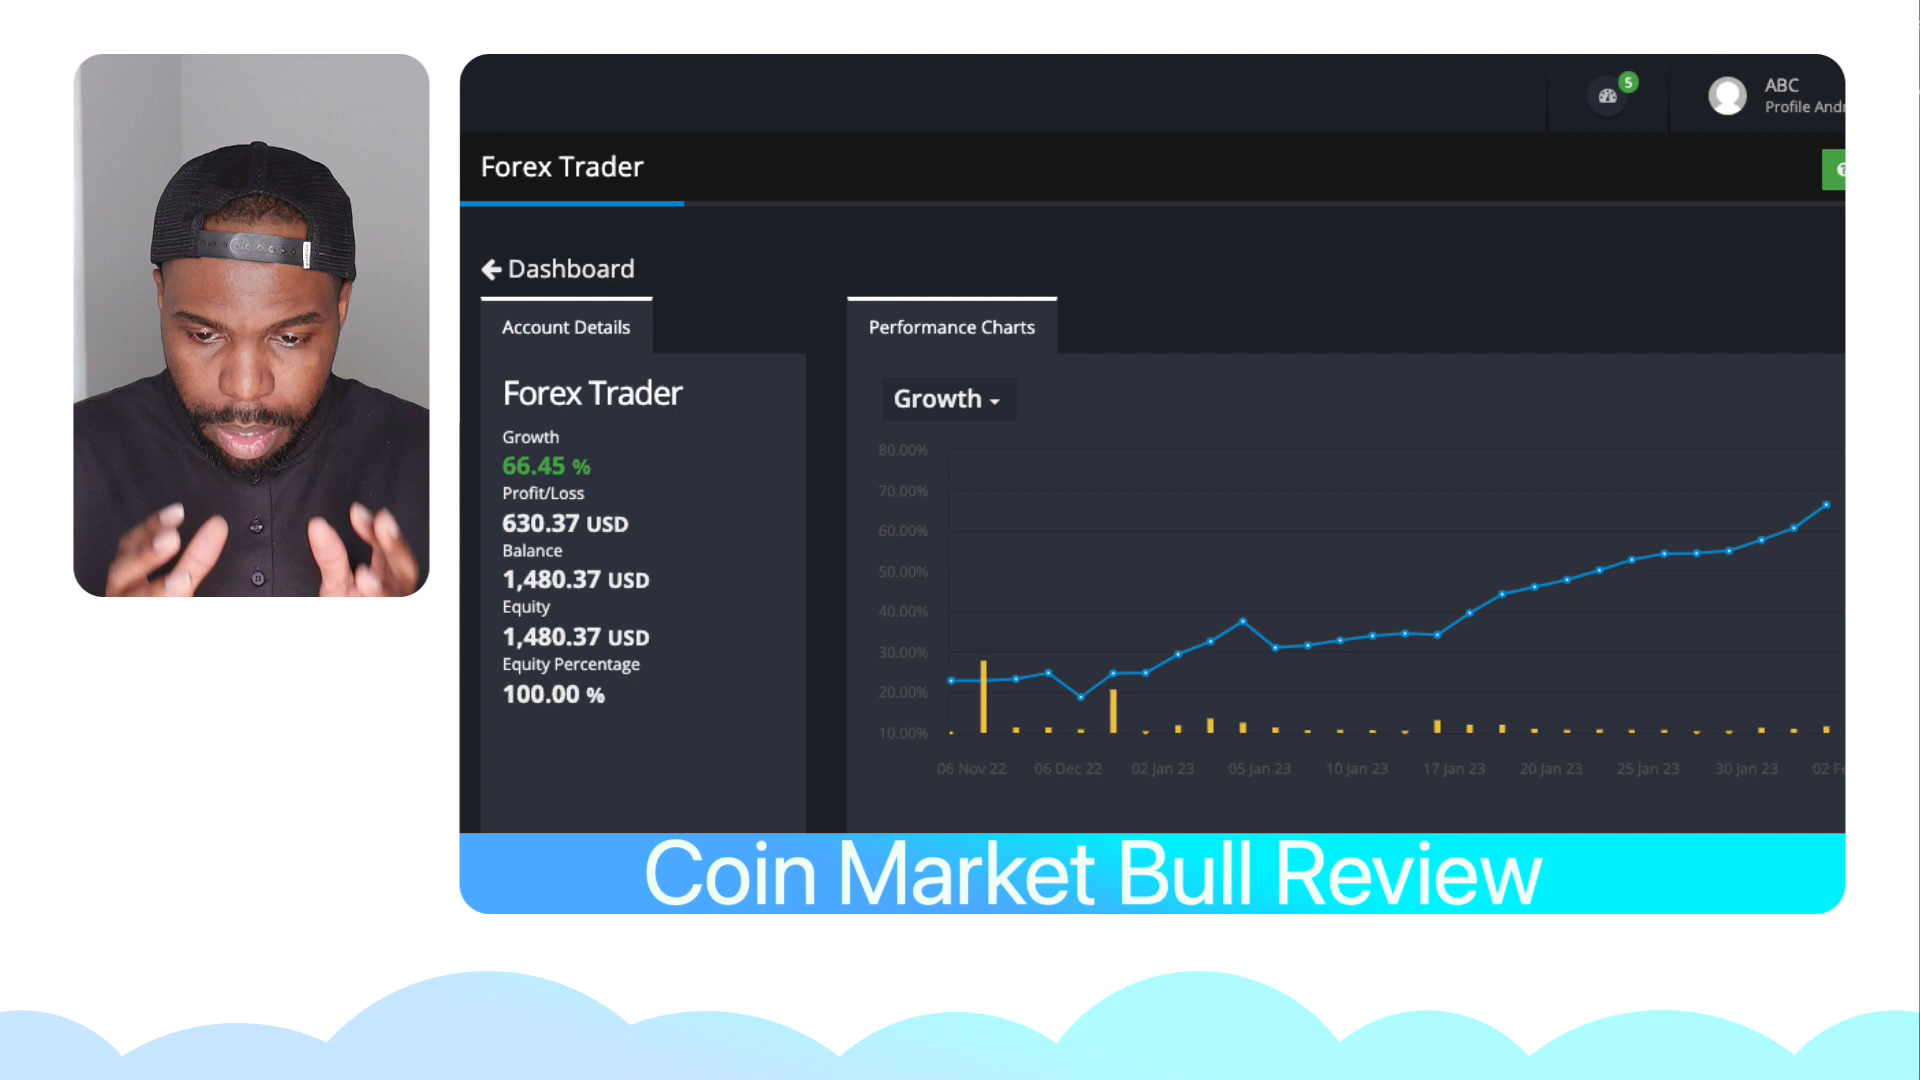 5
ABC
Profile Andr
Forex Trader
Dashboard
Account Details
Performance Charts
Forex Trader
Growth
66.45 %
Profit/Loss
630.37 USD
Balance
1,480.37 USD
Equity
1,480.37 USD
Equity Percentage
100.00 %
Growth
80.00%
70.00%
60.00%
50.00%
40.00%
30.00%
20.00%
10.00%
06 Nov 22 06 Dec 22 02 Jan 23 05 Jan 23 10 Jan 23 17 Jan 23 20 Jan 23 25 Jan 23 30 Jan 23 02 Fe
Coin Market Bull Review